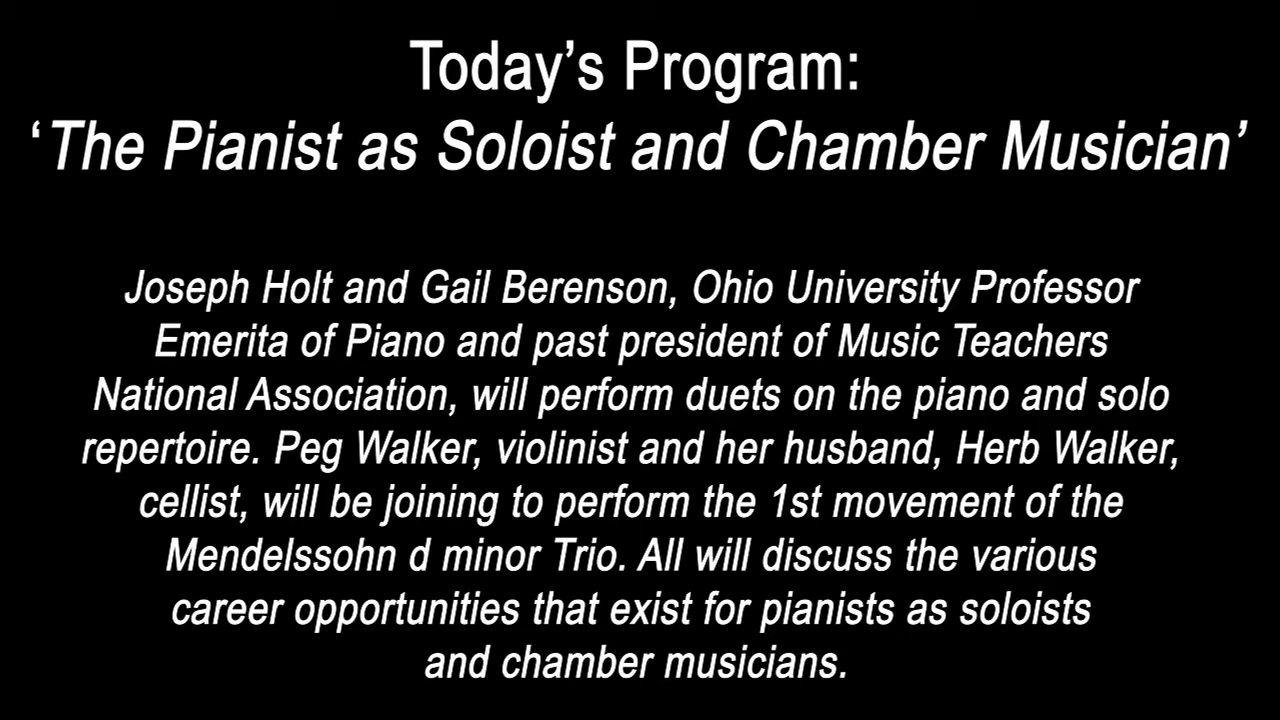 Today’s Program:
‘The Pianist as Soloist and Chamber Musician’
Joseph Holt and Gail Berenson, Ohio University Professor
Emerita of Piano and past president of Music Teachers
National Association, will perform duets on the piano and solo
repertoire. Peg Walker, violinist and her husband, Herb Walker,
cellist, will be joining to perform the 1st movement of the
Mendelssohn d minor Trio. All will discuss the various
career opportunities that exist for pianists as soloists
and chamber musicians.